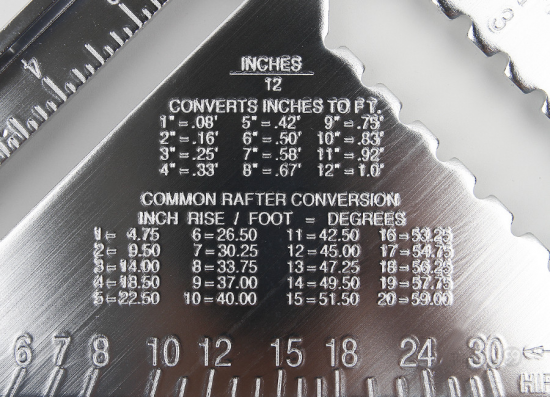 INCHES
12
CONVERTS INCHES TO FT.
1"=.08' 5"=.42' 9"=.75'
2"=.16' 6"=.50' 10"=.83'
3"=.25' 7"=.58' 11"=.92'
4"=.33' 8"=.67' 12"=1.0'
COMMON RAFTER CONVERSION
INCH RISE / FOOT = DEGREES
1= 4.75 6=26.50 11=42.50 16=53.25
2= 9.50 7=30.25 12=45.00 17=54.75
3=14.00 8=33.75 13=47.25 18=56.25
4=18.50 9=37.00 14=49.50 19=57.75
5=22.50 10=40.00 15=51.50 20=59.00
6 7 8 10 12 15 18 24 30
HIP
4
3